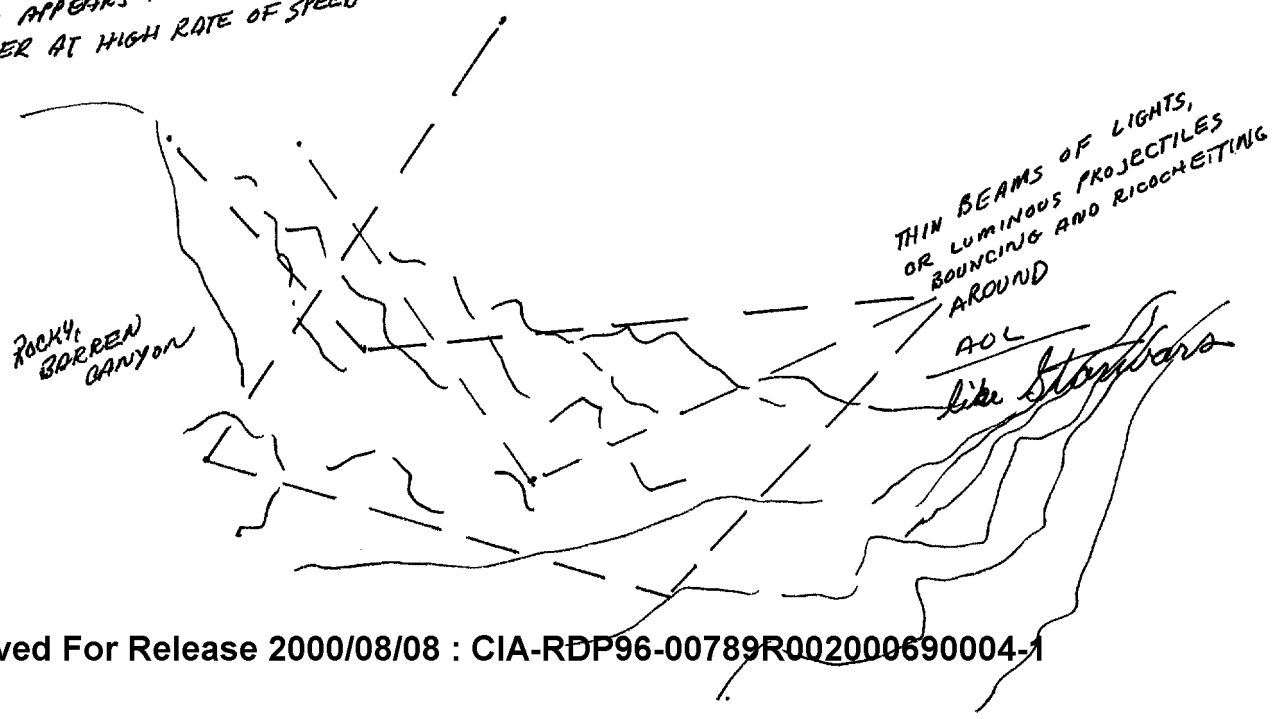 APPEARS
ER AT HIGH RATE OF SPEED
THIN BEAMS OF LIGHTS,
OR LUMINOUS PROJECTILES
BOUNCING AND RICOCHEITING
AROUND
AOL
like Starwars
ROCKY,
BARREN
CANYON
ved For Release 2000/08/08 : CIA-RDP96-00789R002000690004-1